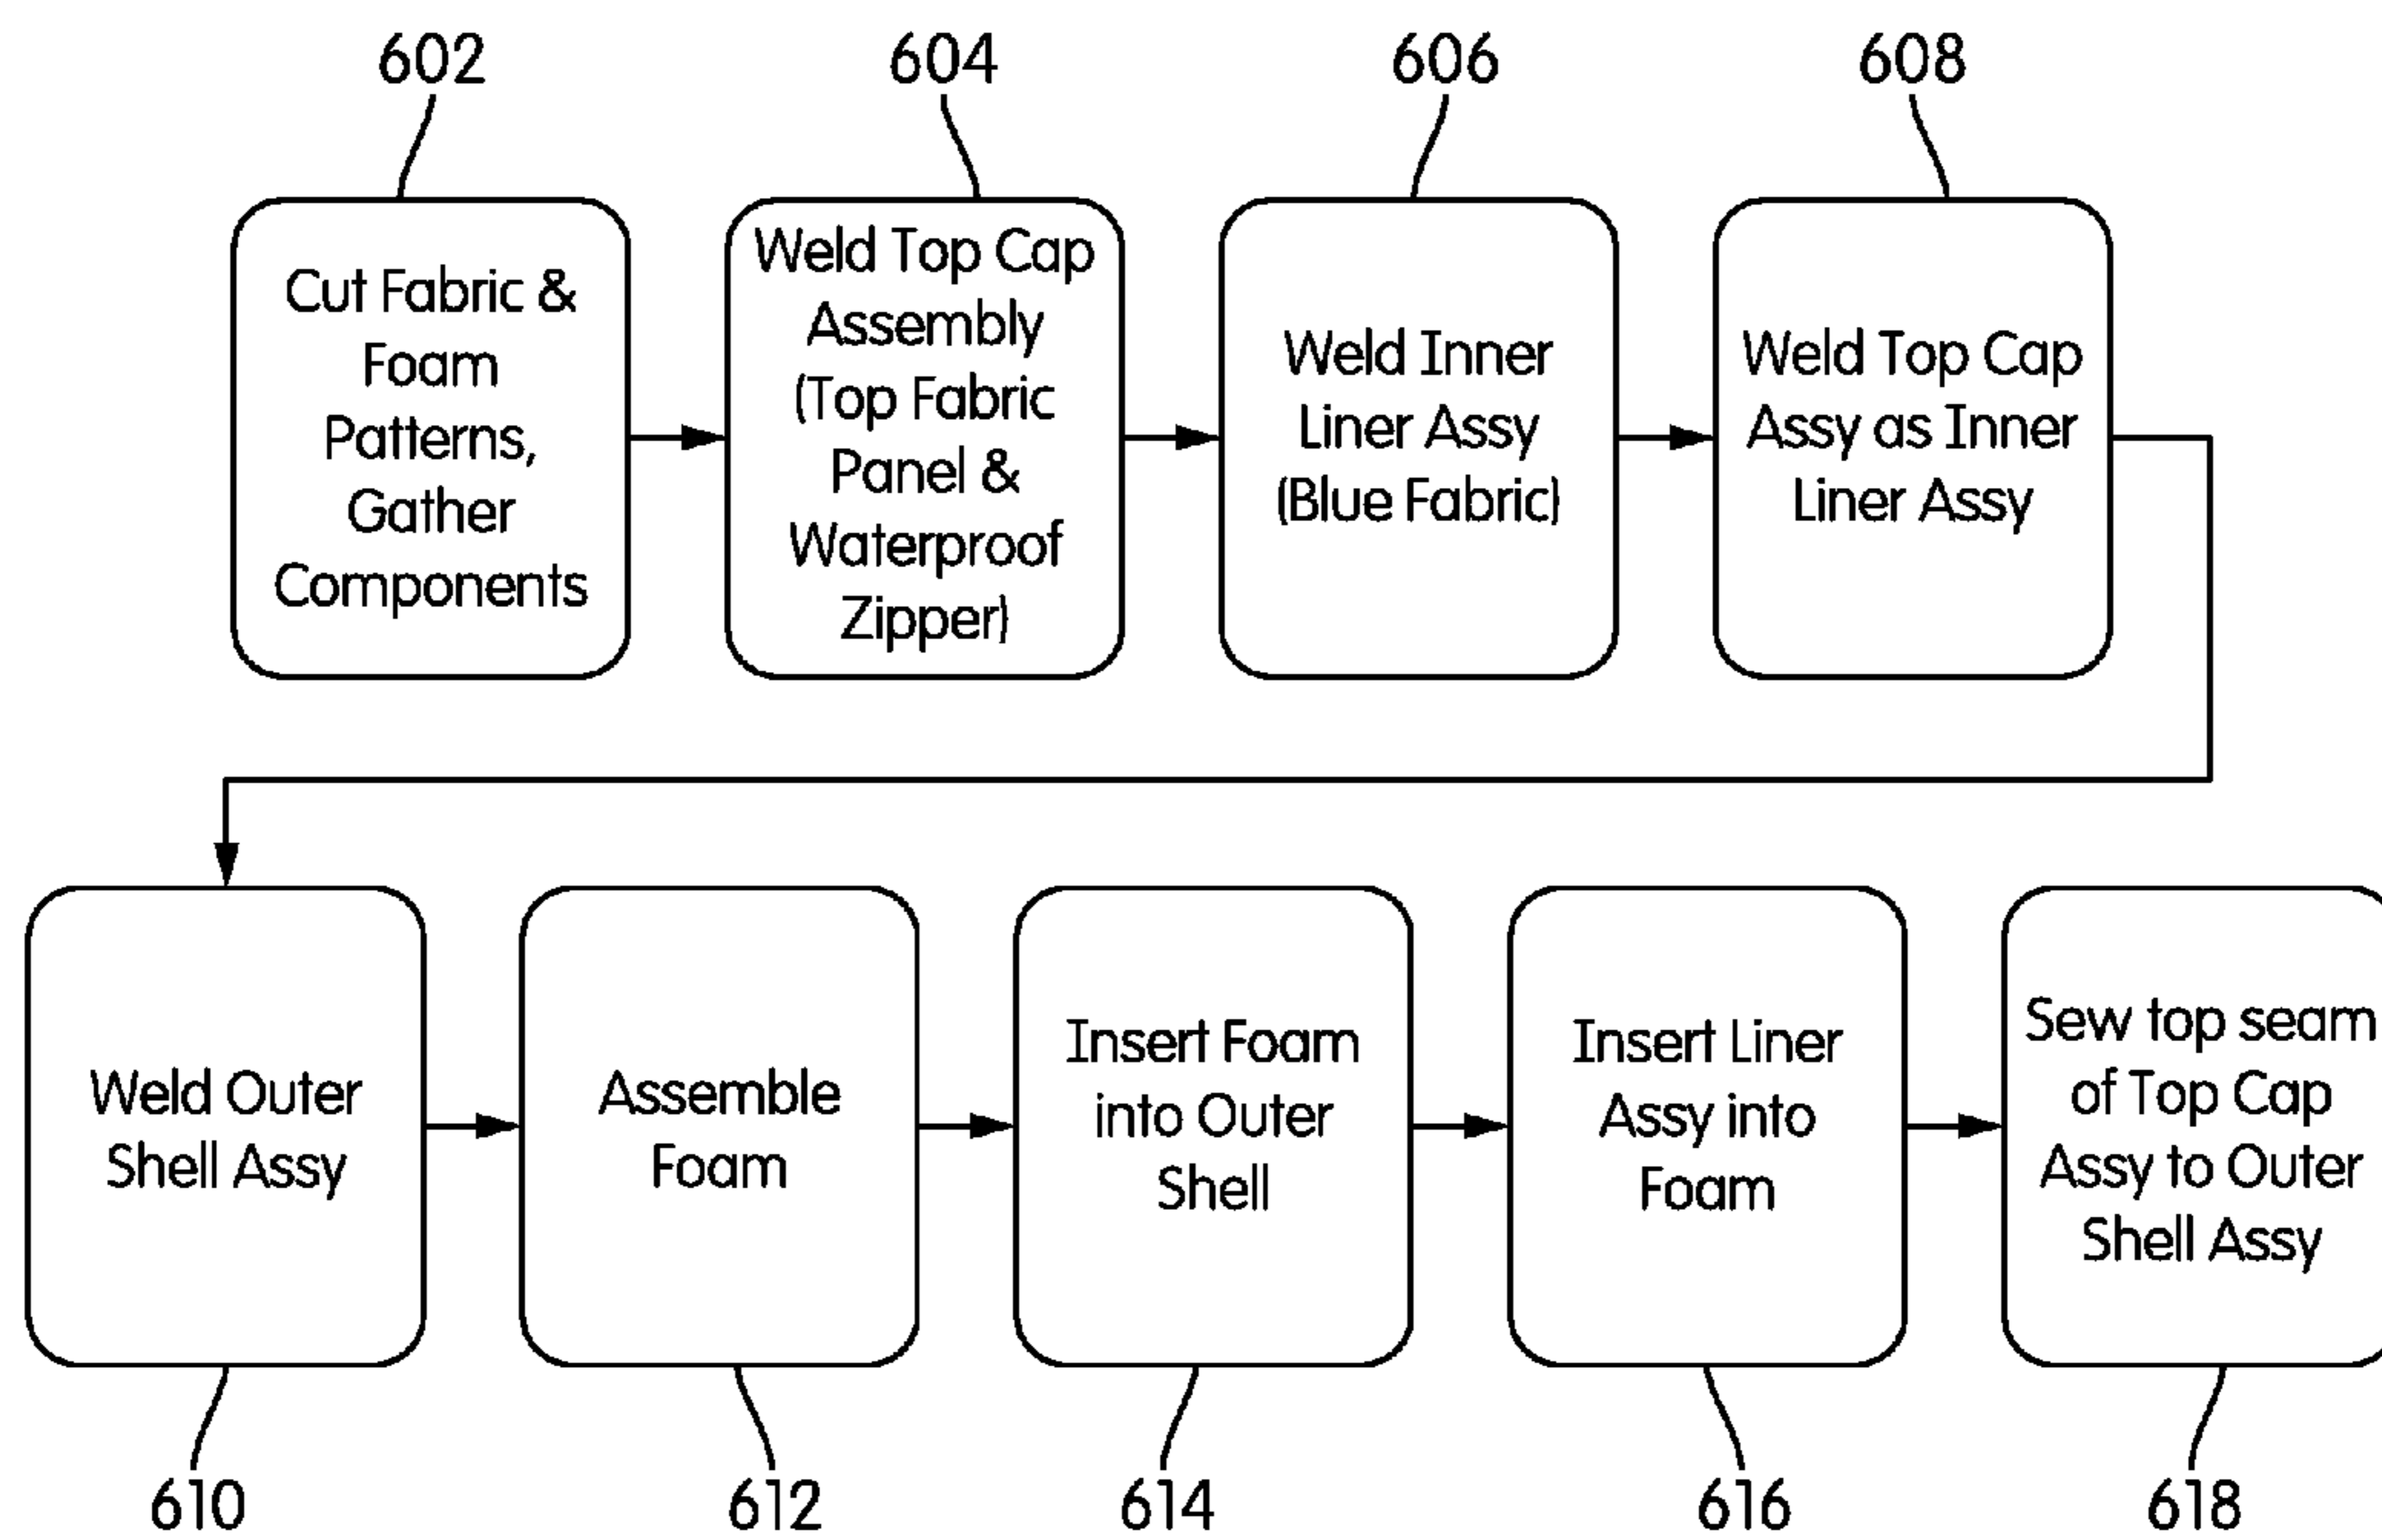 602
604
606
608
Cut Fabric &
Foam
Patterns,
Gather
Components
Weld Top Cap
Assembly
(Top Fabric
Panel &
Waterproof
Zipper)
Weld Inner
Liner Assy
(Blue Fabric)
Weld Top Cap
Assy as Inner
Liner Assy
Weld Outer
Shell Assy
Assemble
Foam
Insert Foam
into Outer
Shell
Insert Liner
Assy into
Foam
Sew top seam
of Top Cap
Assy to Outer
Shell Assy
610
612
614
616
618